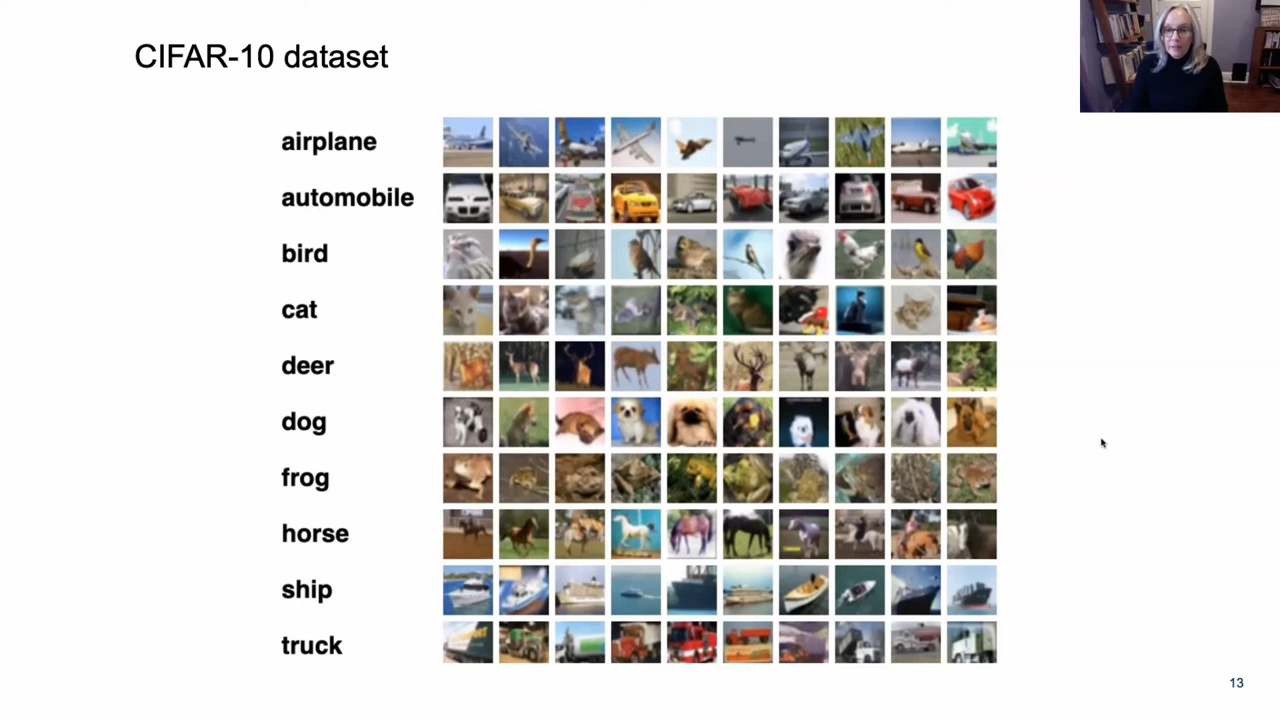 CIFAR-10 dataset
airplane
automobile
bird
cat
deer
dog
frog
horse
ship
truck
13